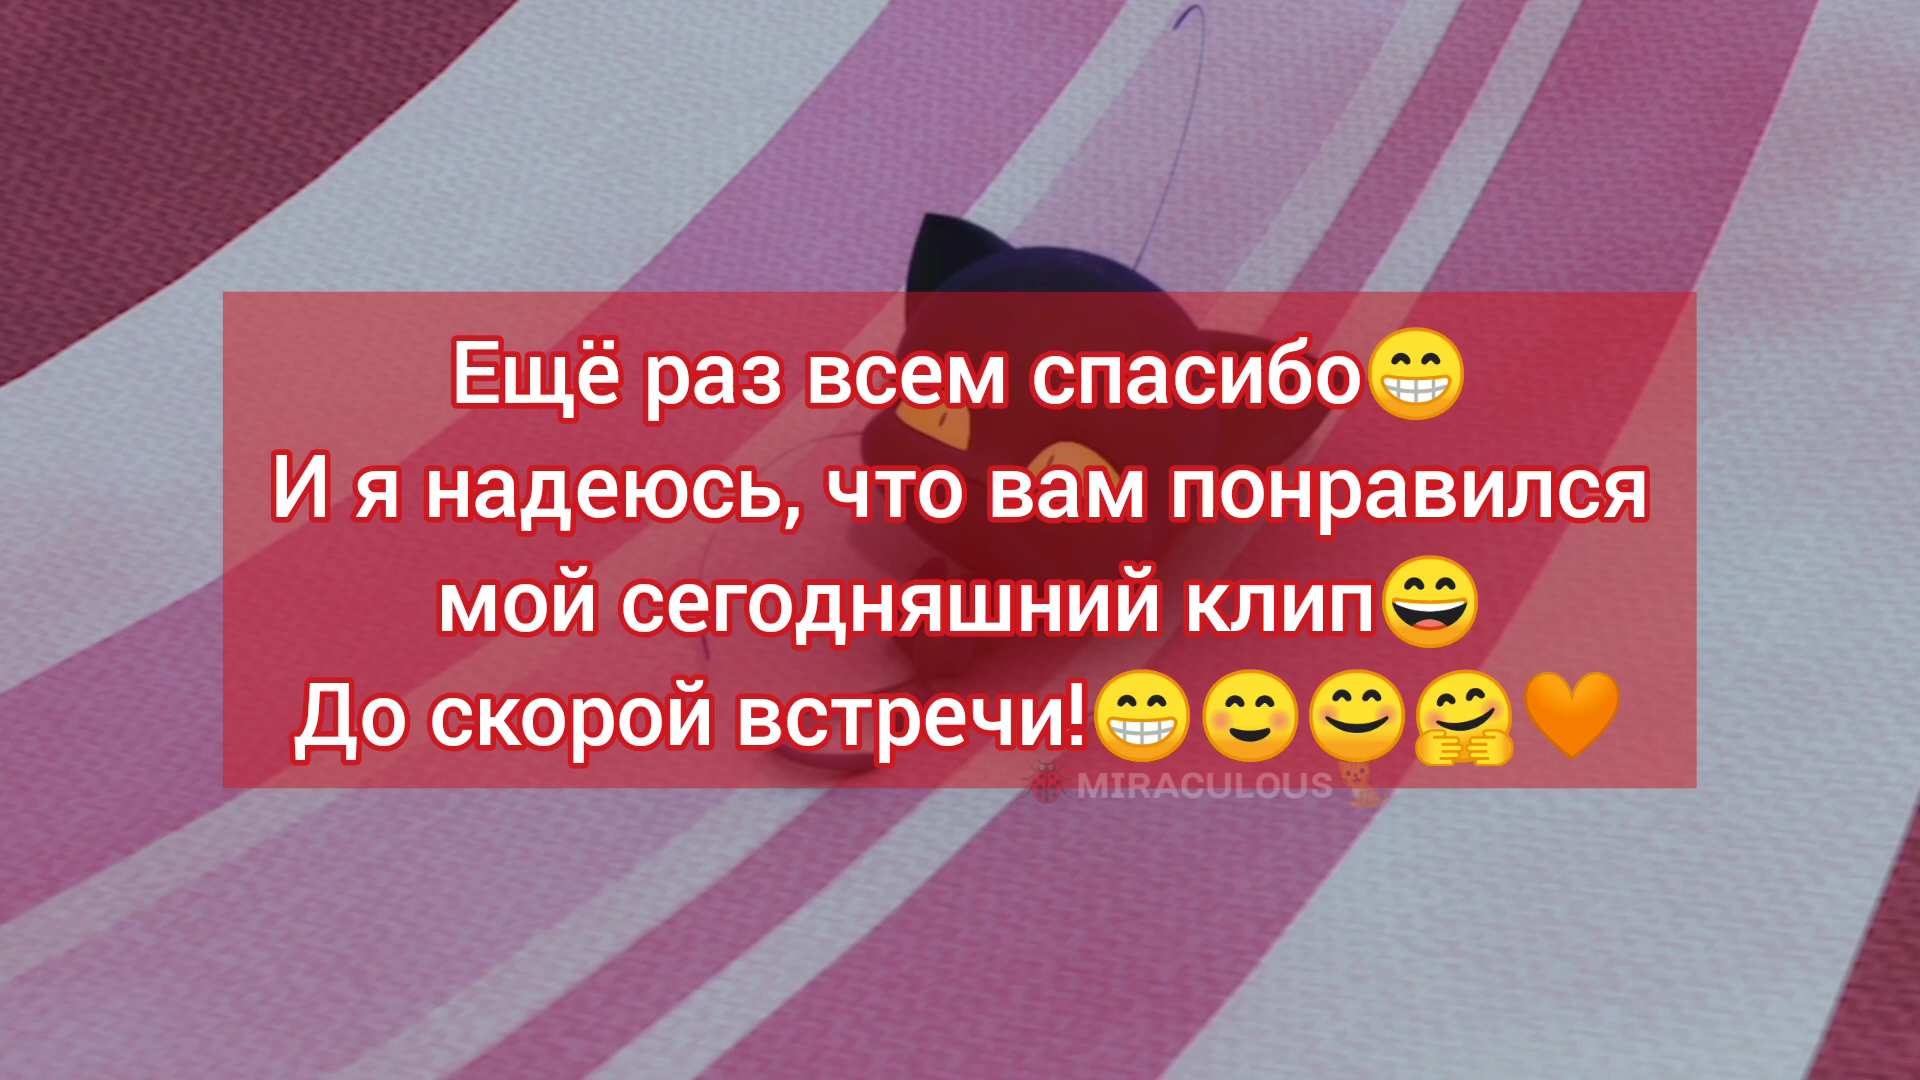 Ещё раз всем спасибо😁
И я надеюсь, что вам понравился
мой сегодняшний клип😄
До скорой встречи!😁☺️😊🤗🧡
🐞MIRACULOUS🐆